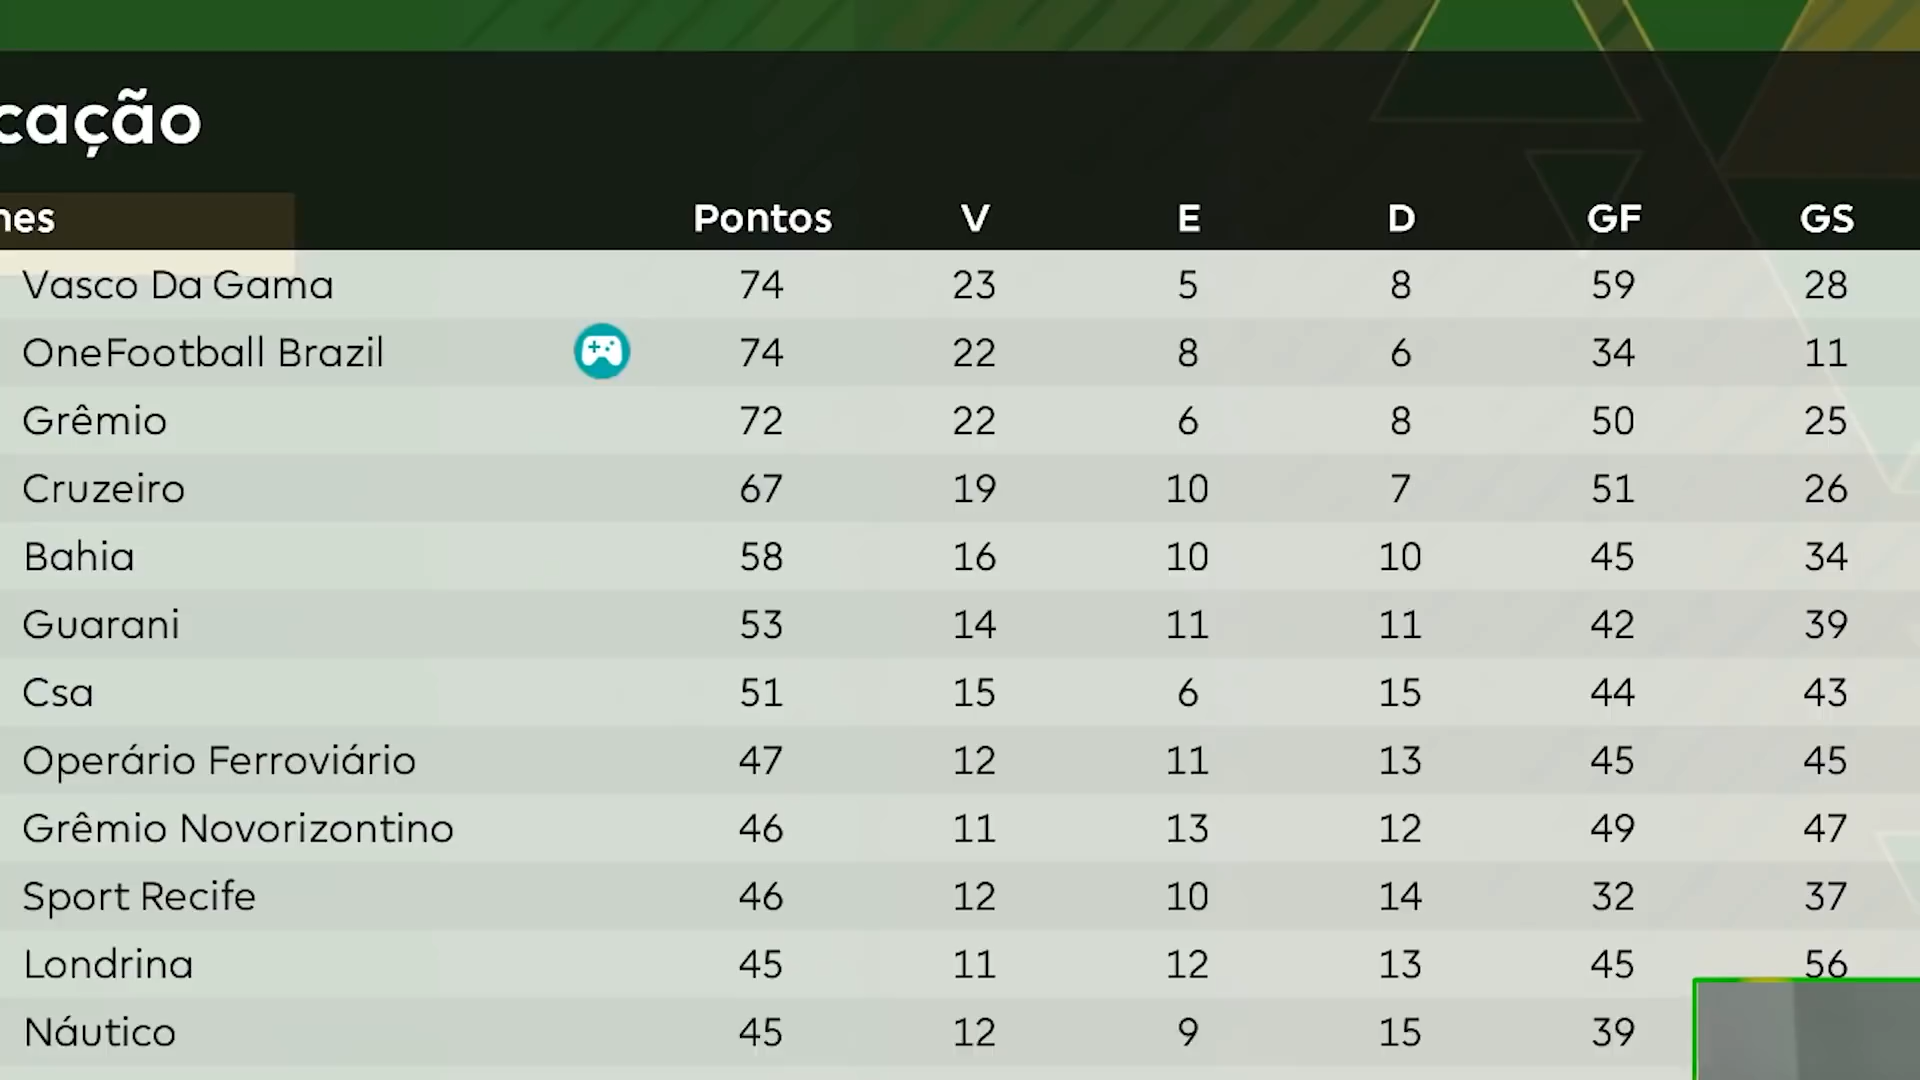 cação
nes Pontos V E D GF GS
Vasco Da Gama 74 23 5 8 59 28
OneFootball Brazil 74 22 8 6 34 11
Grêmio 72 22 6 8 50 25
Cruzeiro 67 19 10 7 51 26
Bahia 58 16 10 10 45 34
Guarani 53 14 11 11 42 39
Csa 51 15 6 15 44 43
Operário Ferroviário 47 12 11 13 45 45
Grêmio Novorizontino 46 11 13 12 49 47
Sport Recife 46 12 10 14 32 37
Londrina 45 11 12 13 45 56
Náutico 45 12 9 15 39